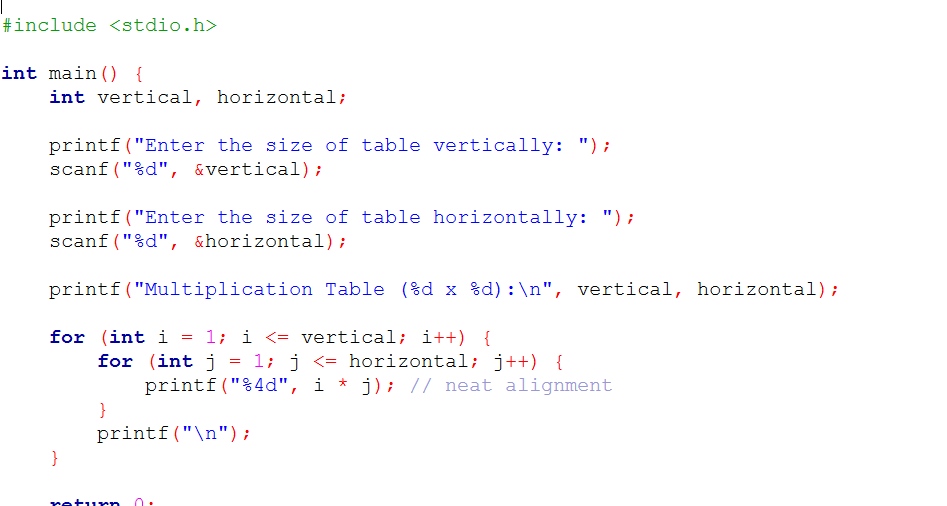 #include <stdio.h>

int main() {
    int vertical, horizontal;

    printf("Enter the size of table vertically: ");
    scanf("%d", &vertical);

    printf("Enter the size of table horizontally: ");
    scanf("%d", &horizontal);

    printf("Multiplication Table (%d x %d):\n", vertical, horizontal);

    for (int i = 1; i <= vertical; i++) {
        for (int j = 1; j <= horizontal; j++) {
            printf("%4d", i * j); // neat alignment
        }
        printf("\n");
    }

    return 0;